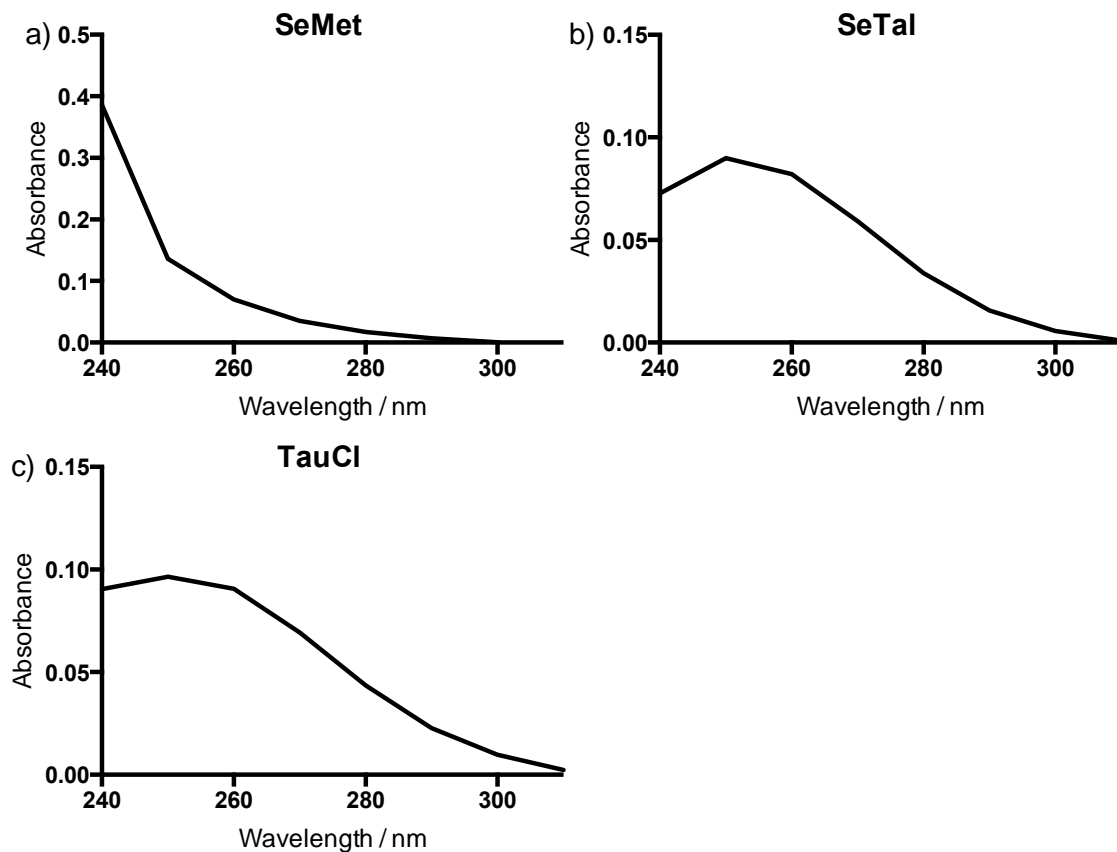 a)
SeMet
0.5
0.4
0.3
0.2
0.1
0.0
Absorbance
240 260 280 300
Wavelength / nm
b)
SeTal
0.15
0.10
0.05
0.00
Absorbance
240 260 280 300
Wavelength / nm
c)
TauCl
0.15
0.10
0.05
0.00
Absorbance
240 260 280 300
Wavelength / nm